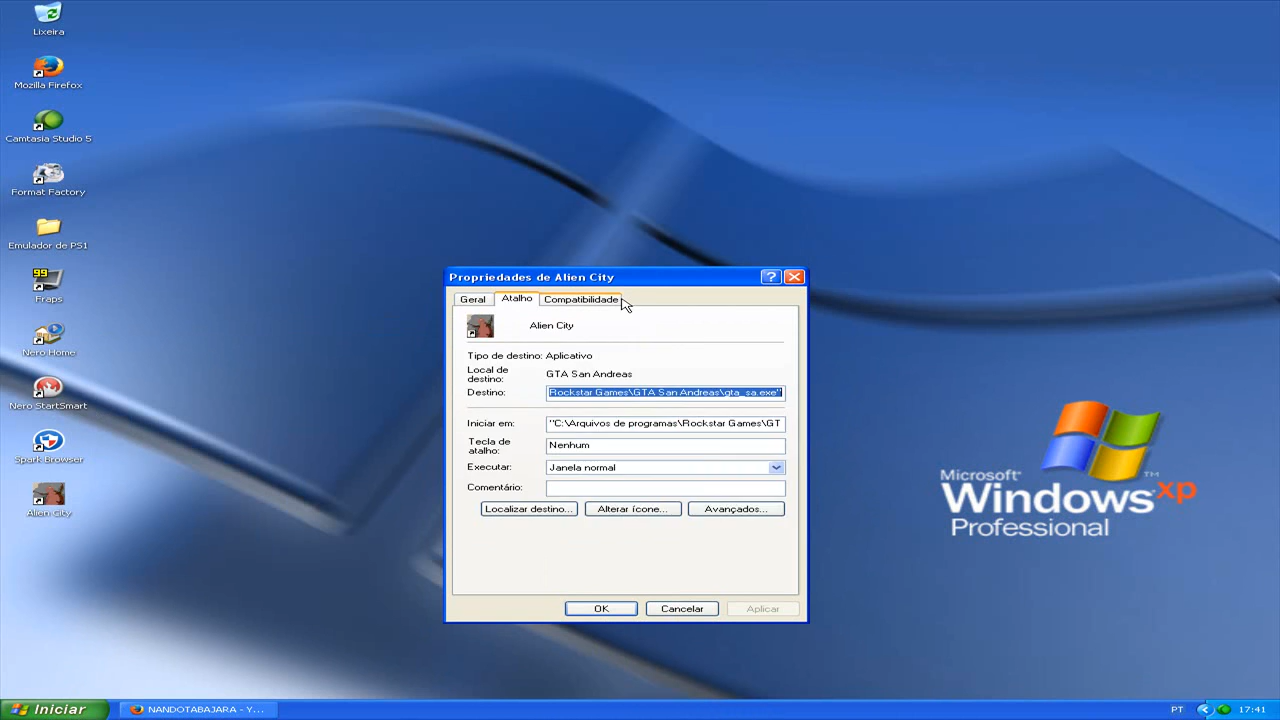 Lixeira
Mozilla Firefox
Camtasia Studio 5
Format Factory
Emulador de PS1
99
Fraps
Nero Home
Nero StartSmart
Spark Browser
Alien City
Propriedades de Alien City
Geral
Atalho
Compatibilidade
Alien City
Tipo de destino: Aplicativo
Local de
destino:
GTA San Andreas
Destino: Rockstar Games\GTA San Andreas\gta_sa.exe"
Iniciar em: "C:\Arquivos de programas\Rockstar Games\GT
Tecla de
atalho:
Nenhum
Executar: Janela normal
Comentário:
Localizar destino... Alterar ícone... Avançados...
OK Cancelar Aplicar
Microsoft
Windows xp
TM
Professional
Iniciar
NANDOTABAJARA - Y...
PT
17:41